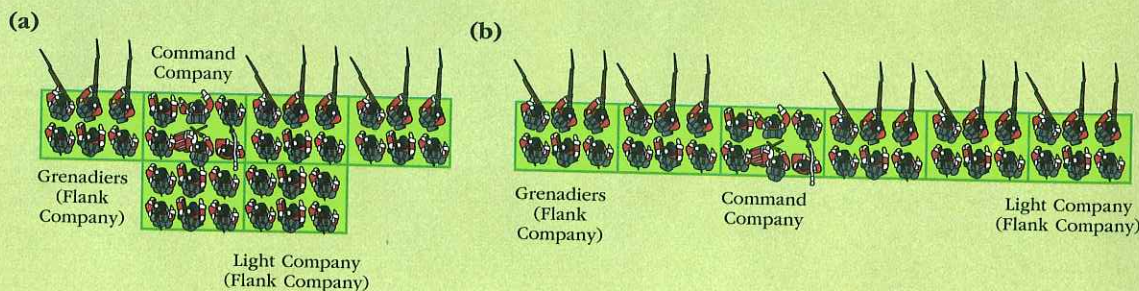 (a)
Command
Company
Grenadiers
(Flank
Company)
Light Company
(Flank Company)
(b)
Grenadiers
(Flank
Company)
Command
Company
Light Company
(Flank Company)